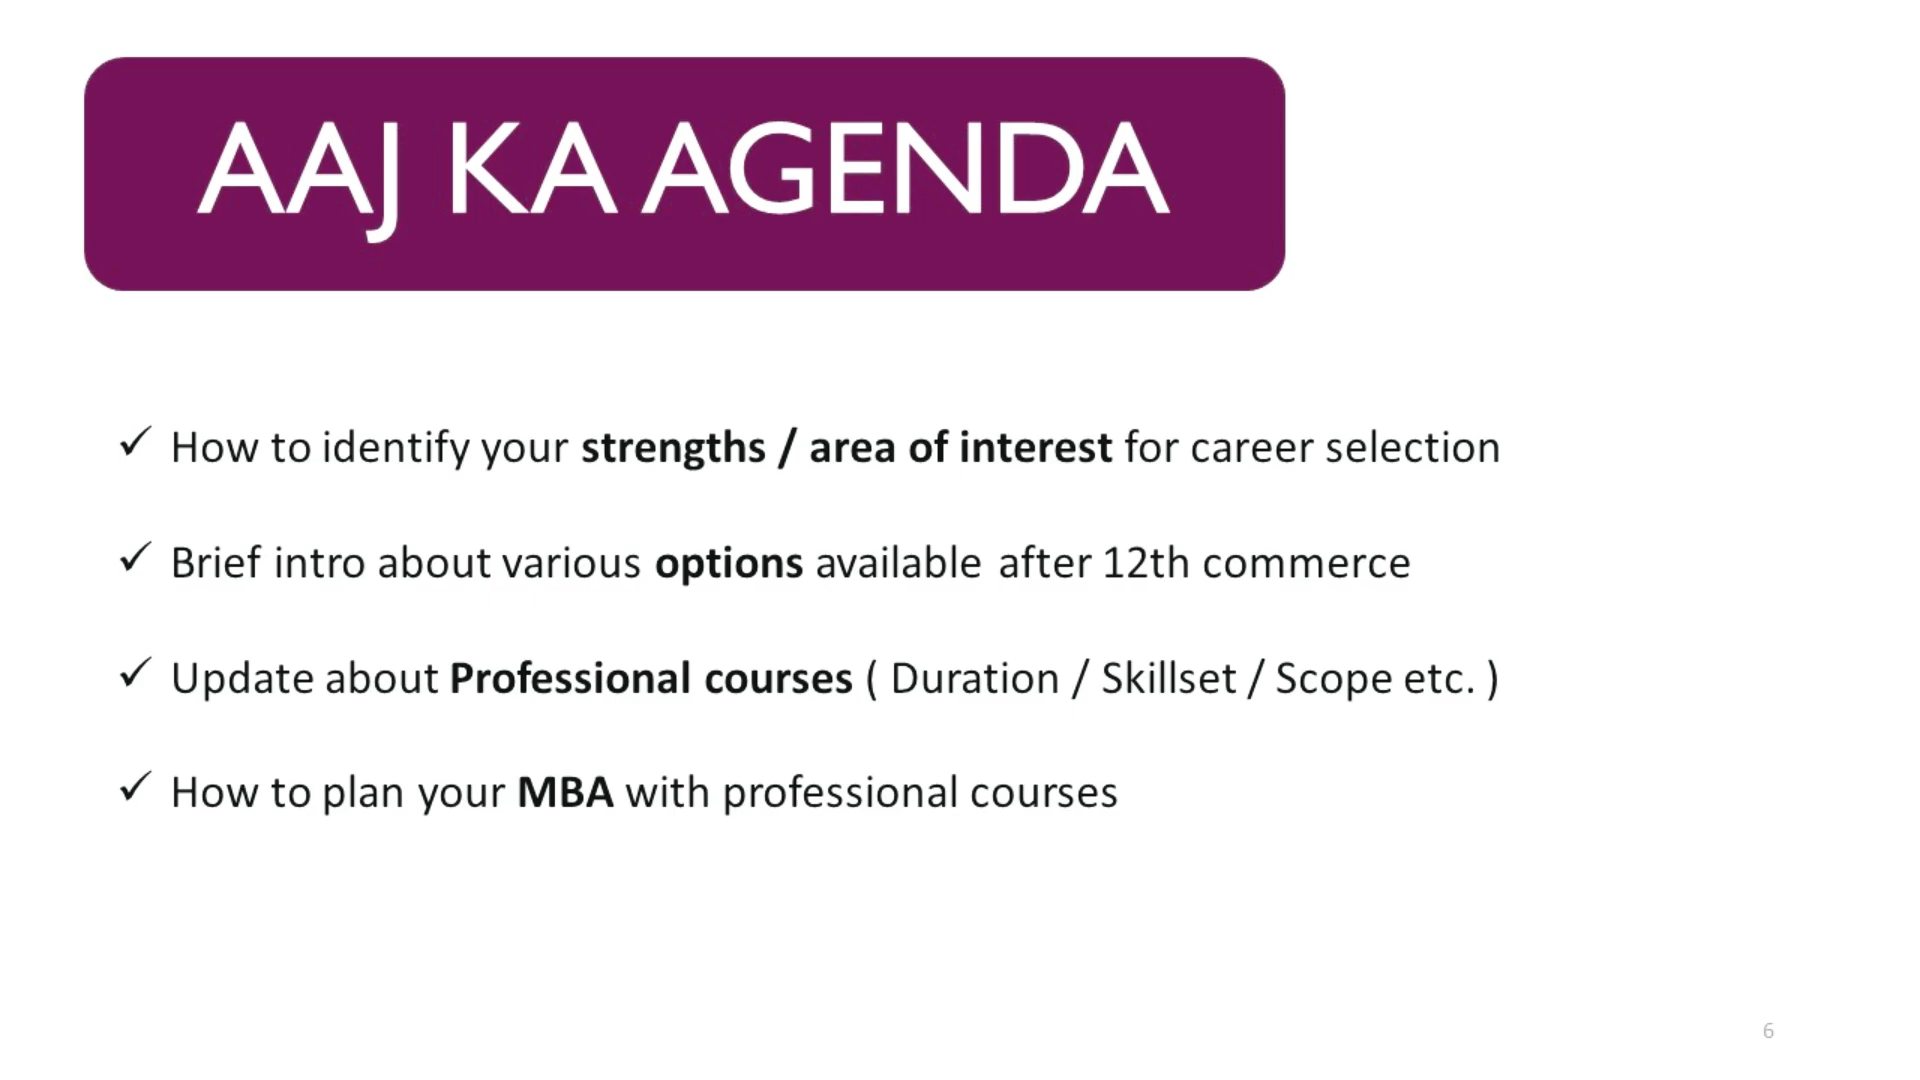 AAJ KA AGENDA
✓ How to identify your strengths / area of interest for career selection
✓ Brief intro about various options available after 12th commerce
✓ Update about Professional courses ( Duration / Skillset / Scope etc. )
✓ How to plan your MBA with professional courses
6